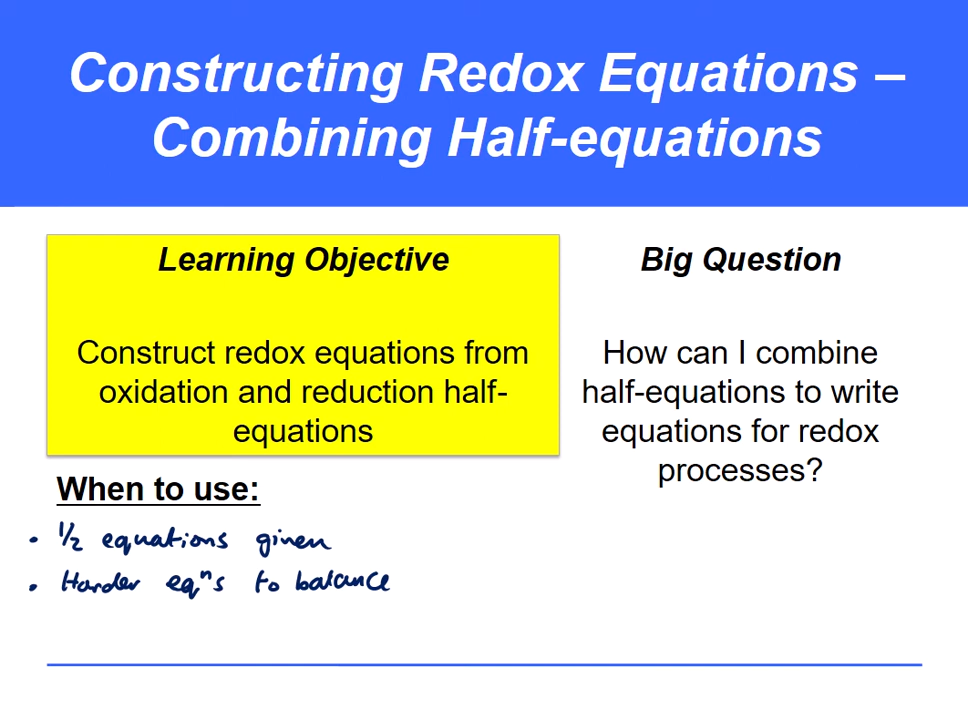 Constructing Redox Equations –
Combining Half-equations
Learning Objective
Construct redox equations from
oxidation and reduction half-
equations
Big Question
How can I combine
half-equations to write
equations for redox
processes?
When to use:
• ½ equations given
• Harder eqⁿs to balance